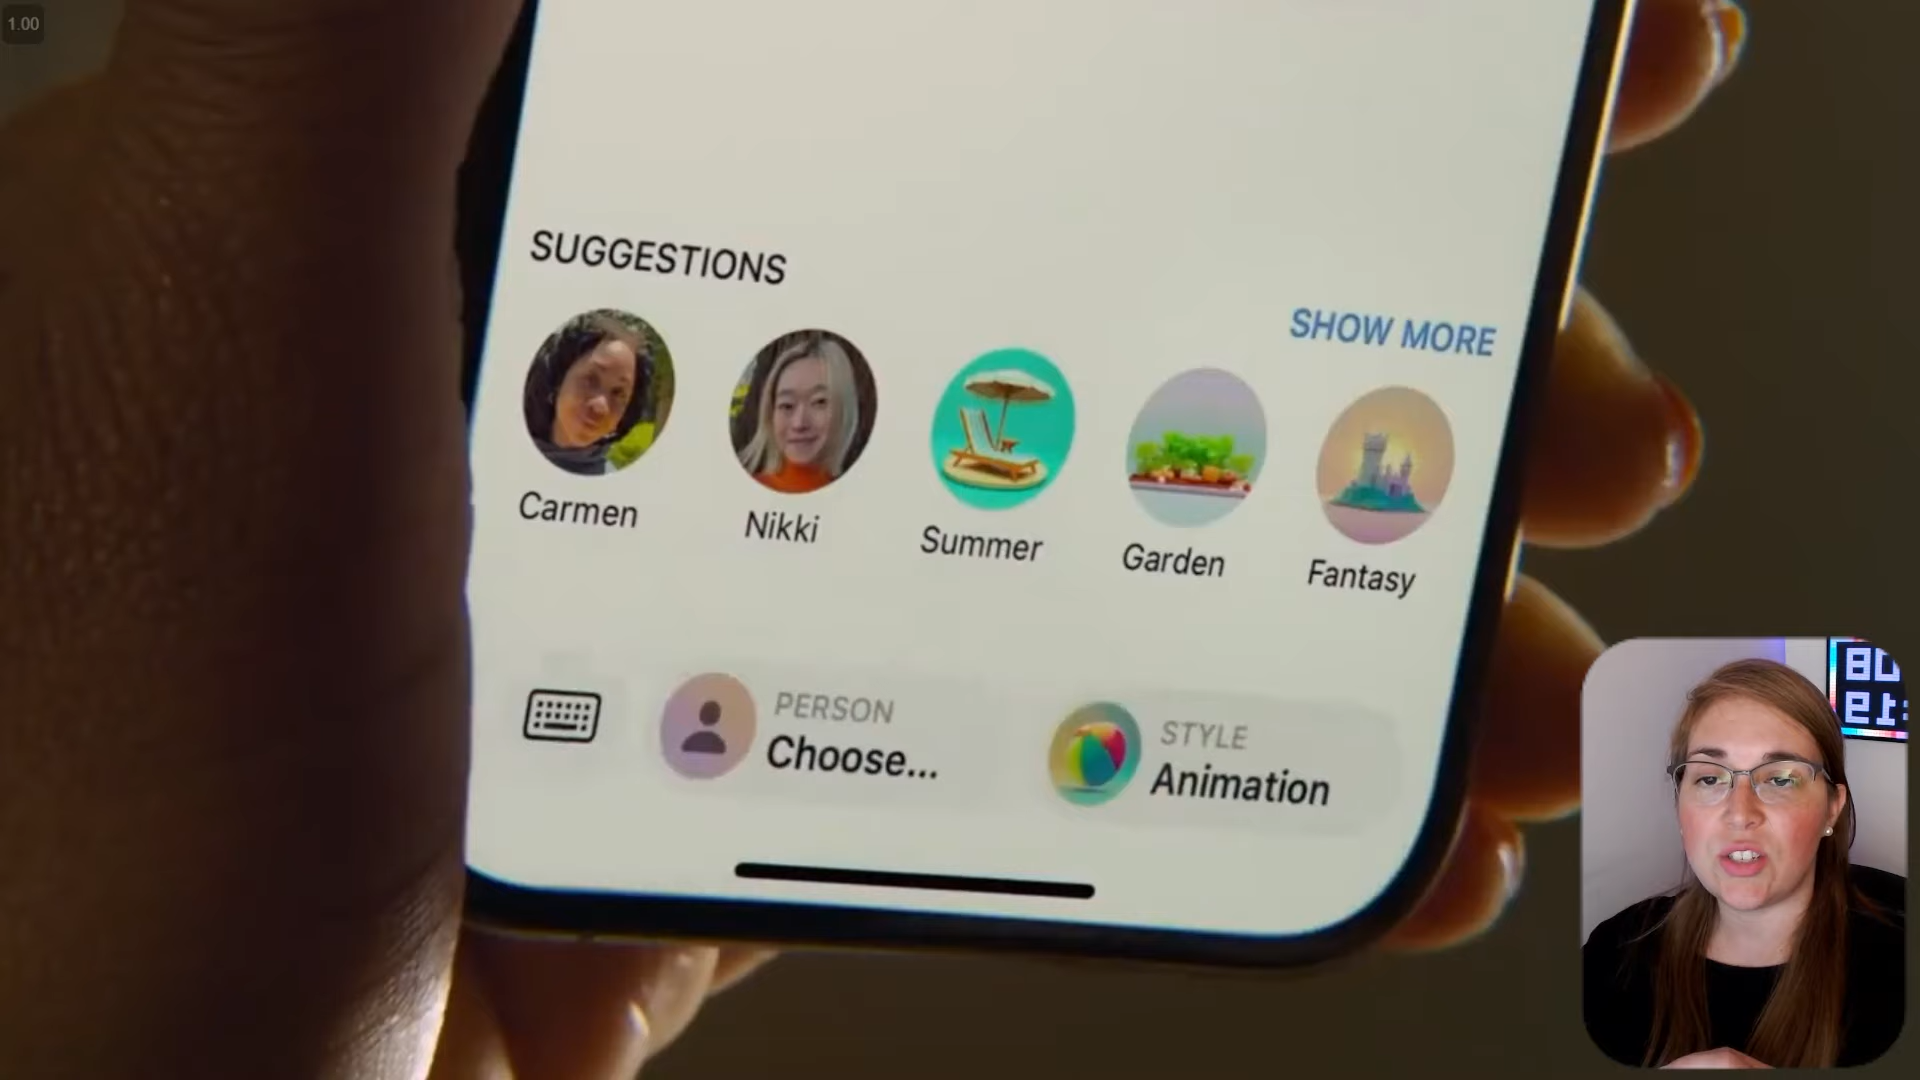 1.00
SUGGESTIONS
SHOW MORE
Carmen
Nikki
Summer
Garden
Fantasy
PERSON
Choose...
STYLE
Animation